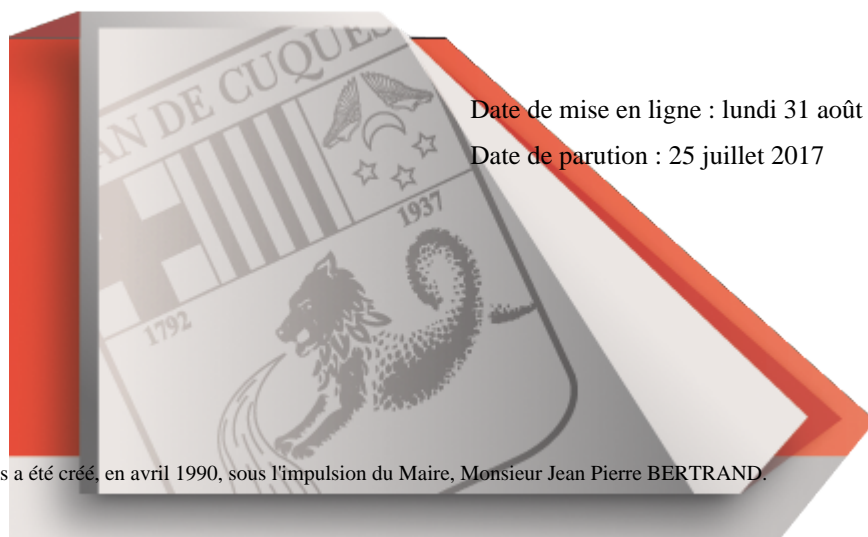 AN DE CUQUES
Date de mise en ligne : lundi 31 août
Date de parution : 25 juillet 2017
1937
1792
s a été créé, en avril 1990, sous l'impulsion du Maire, Monsieur Jean Pierre BERTRAND.